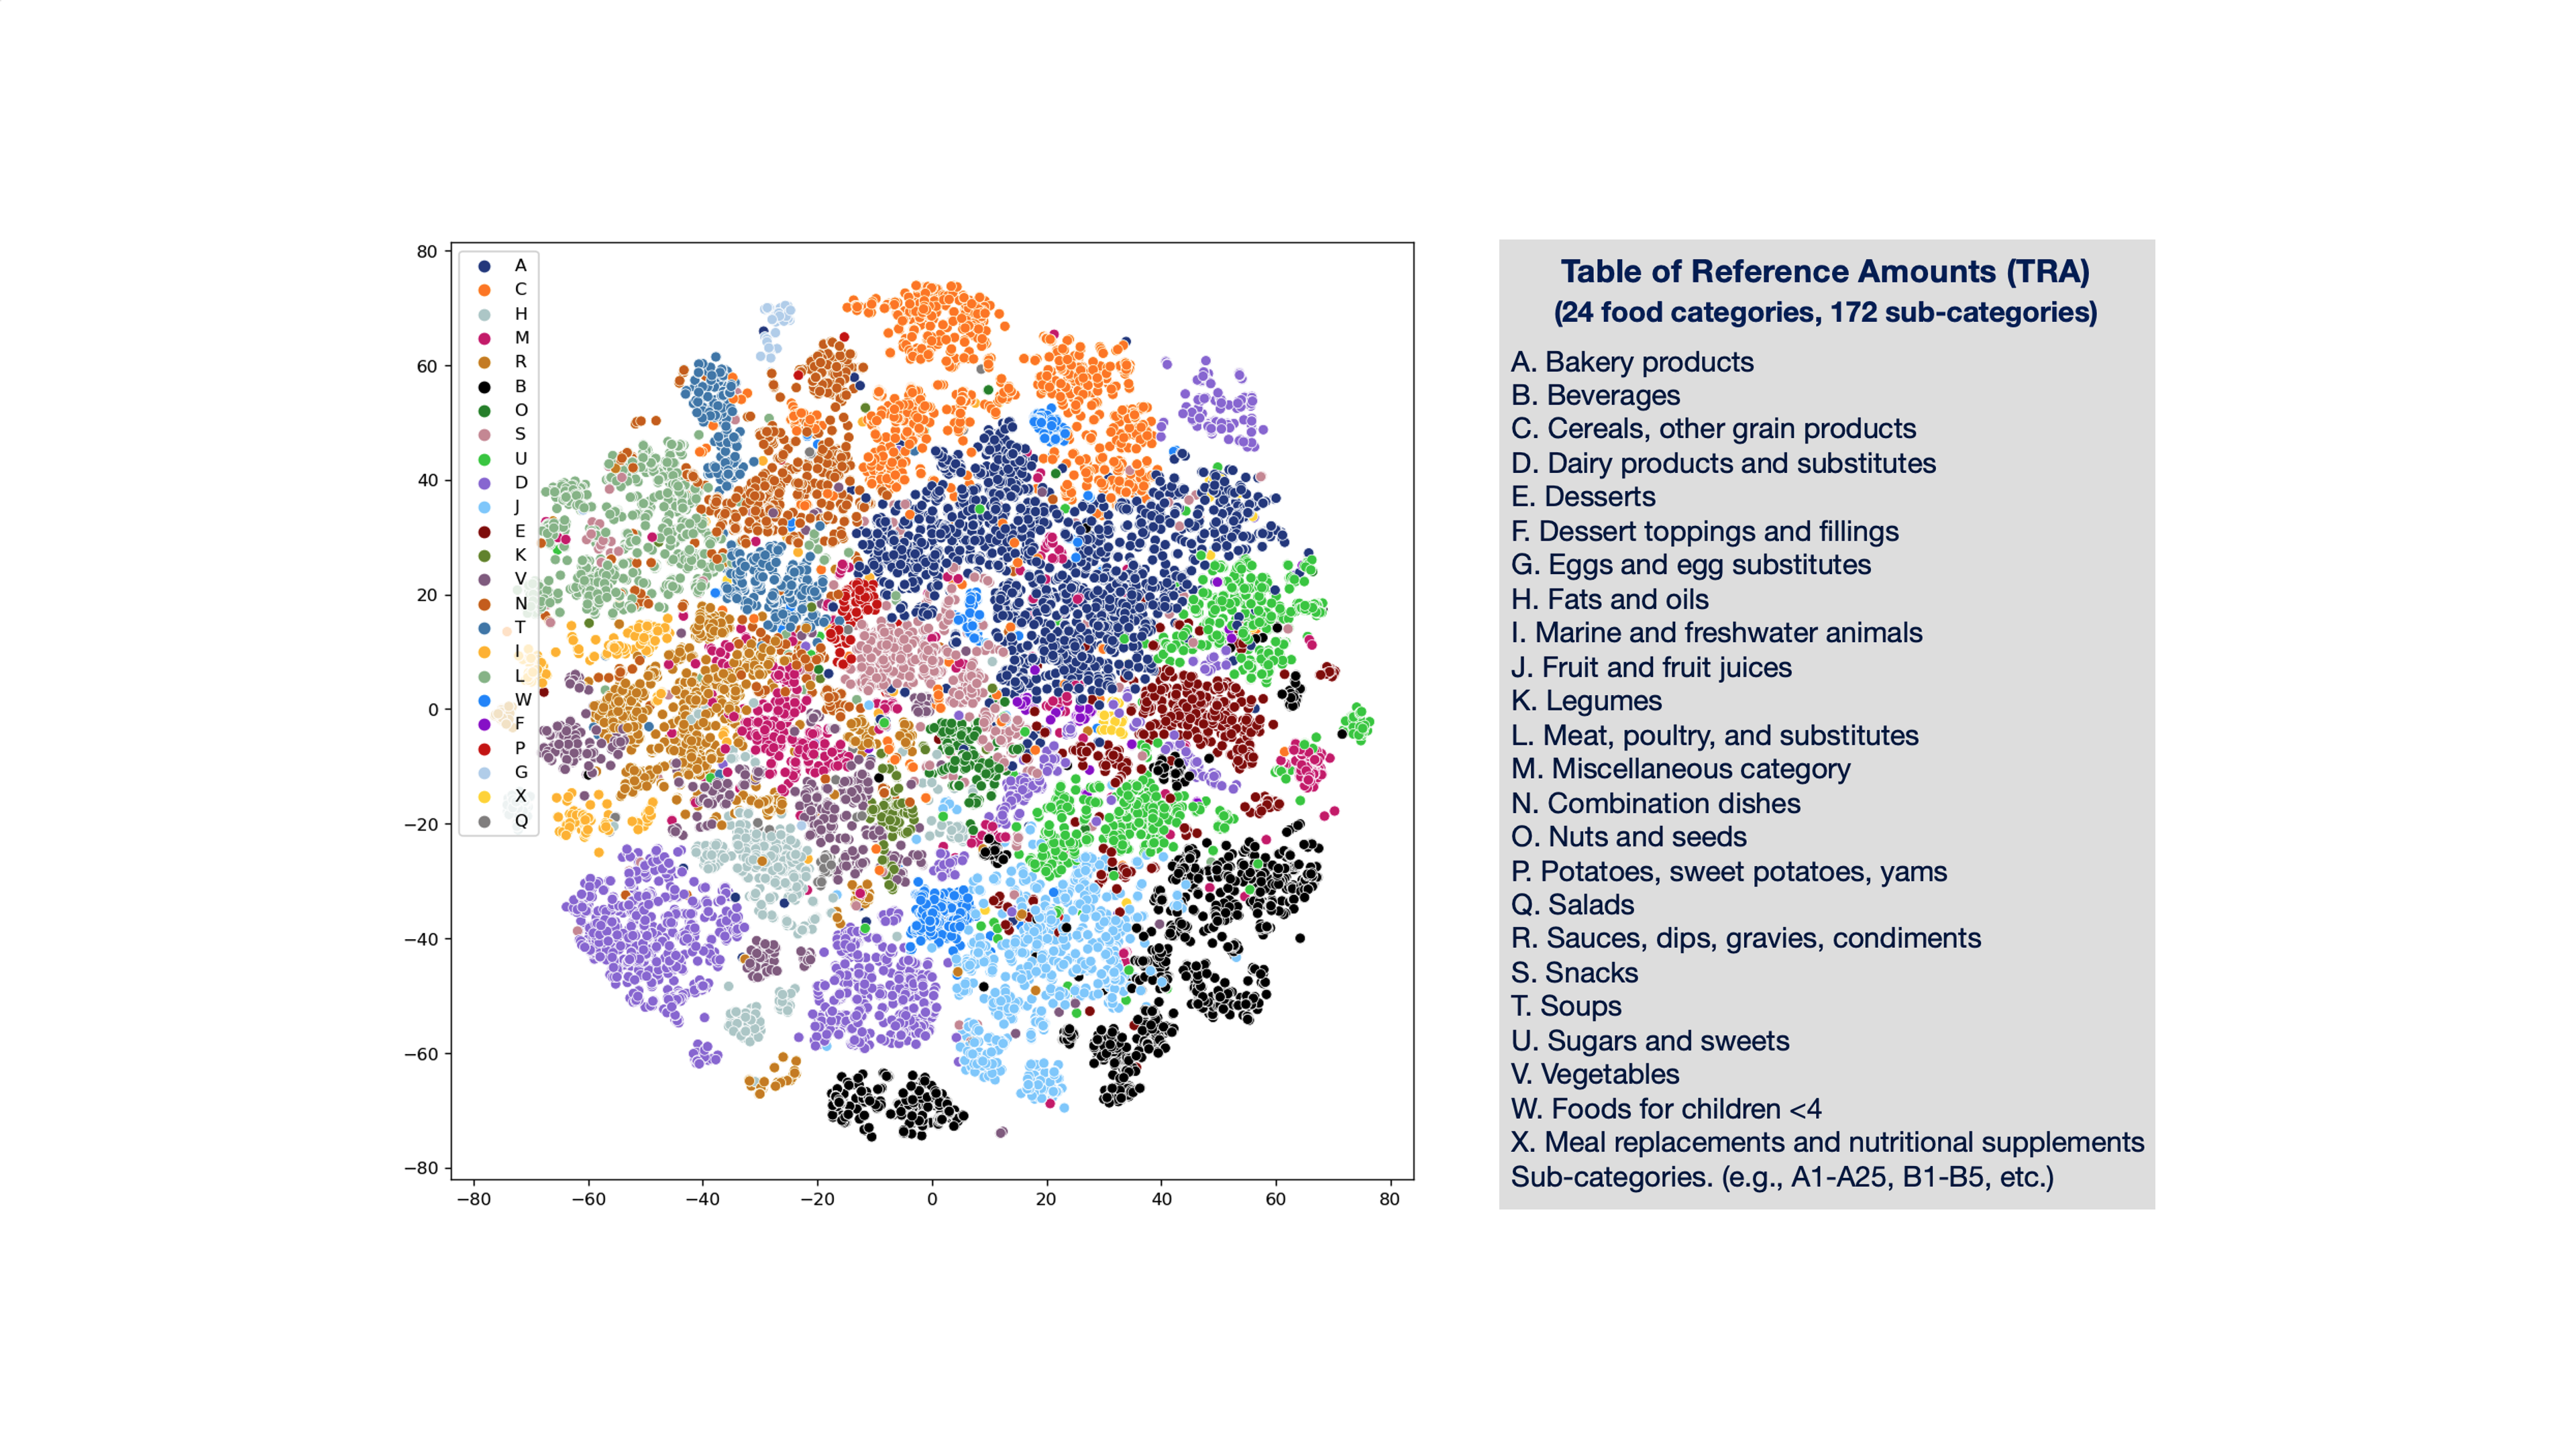 80
60
40
20
0
−20
−40
−60
−80
−80 −60 −40 −20 0 20 40 60 80
A
C
H
M
R
B
O
S
U
D
J
E
K
V
N
T
I
L
W
F
P
G
X
Q
Table of Reference Amounts (TRA)
(24 food categories, 172 sub-categories)
A. Bakery products
B. Beverages
C. Cereals, other grain products
D. Dairy products and substitutes
E. Desserts
F. Dessert toppings and fillings
G. Eggs and egg substitutes
H. Fats and oils
I. Marine and freshwater animals
J. Fruit and fruit juices
K. Legumes
L. Meat, poultry, and substitutes
M. Miscellaneous category
N. Combination dishes
O. Nuts and seeds
P. Potatoes, sweet potatoes, yams
Q. Salads
R. Sauces, dips, gravies, condiments
S. Snacks
T. Soups
U. Sugars and sweets
V. Vegetables
W. Foods for children <4
X. Meal replacements and nutritional supplements
Sub-categories. (e.g., A1-A25, B1-B5, etc.)